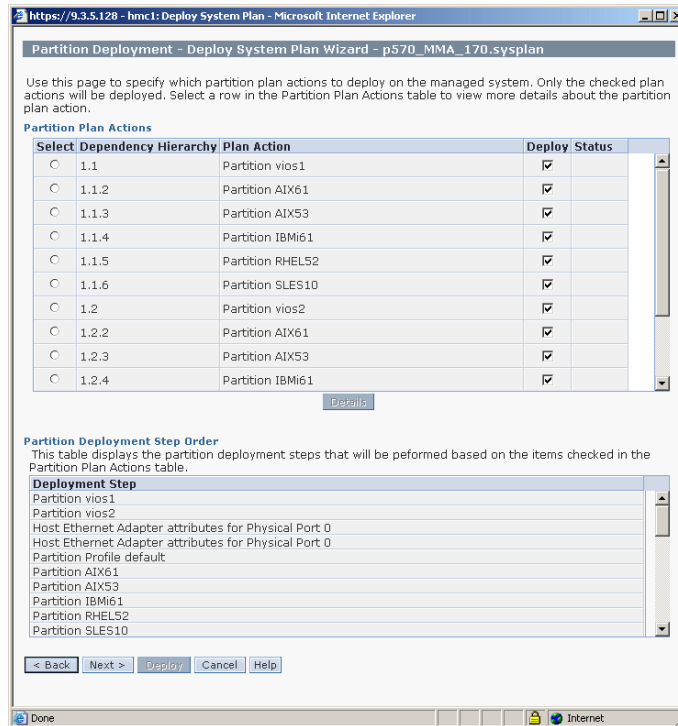 https://9.3.5.128 - hmc1: Deploy System Plan - Microsoft Internet Explorer
Partition Deployment - Deploy System Plan Wizard - p570_MMA_170.sysplan
Use this page to specify which partition plan actions to deploy on the managed system. Only the checked plan
actions will be deployed. Select a row in the Partition Plan Actions table to view more details about the partition
plan action.
Partition Plan Actions
Select Dependency Hierarchy Plan Action Deploy Status
1.1 Partition vios1
1.1.2 Partition AIX61
1.1.3 Partition AIX53
1.1.4 Partition IBMi61
1.1.5 Partition RHEL52
1.1.6 Partition SLES10
1.2 Partition vios2
1.2.2 Partition AIX61
1.2.3 Partition AIX53
1.2.4 Partition IBMi61
Details
Partition Deployment Step Order
This table displays the partition deployment steps that will be peformed based on the items checked in the
Partition Plan Actions table.
Deployment Step
Partition vios1
Partition vios2
Host Ethernet Adapter attributes for Physical Port 0
Host Ethernet Adapter attributes for Physical Port 0
Partition Profile default
Partition AIX61
Partition AIX53
Partition IBMi61
Partition RHEL52
Partition SLES10
< Back Next > Deploy Cancel Help
Done Internet